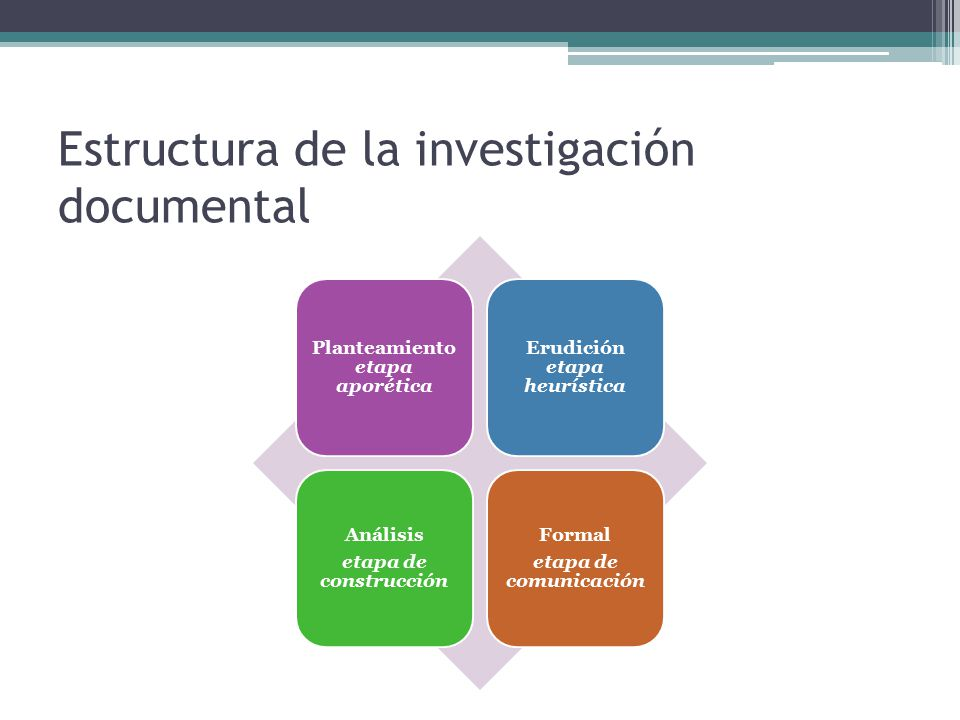 Estructura de la investigación
documental
Planteamiento
etapa
aporética
Erudición
etapa
heurística
Análisis
etapa de
construcción
Formal
etapa de
comunicación